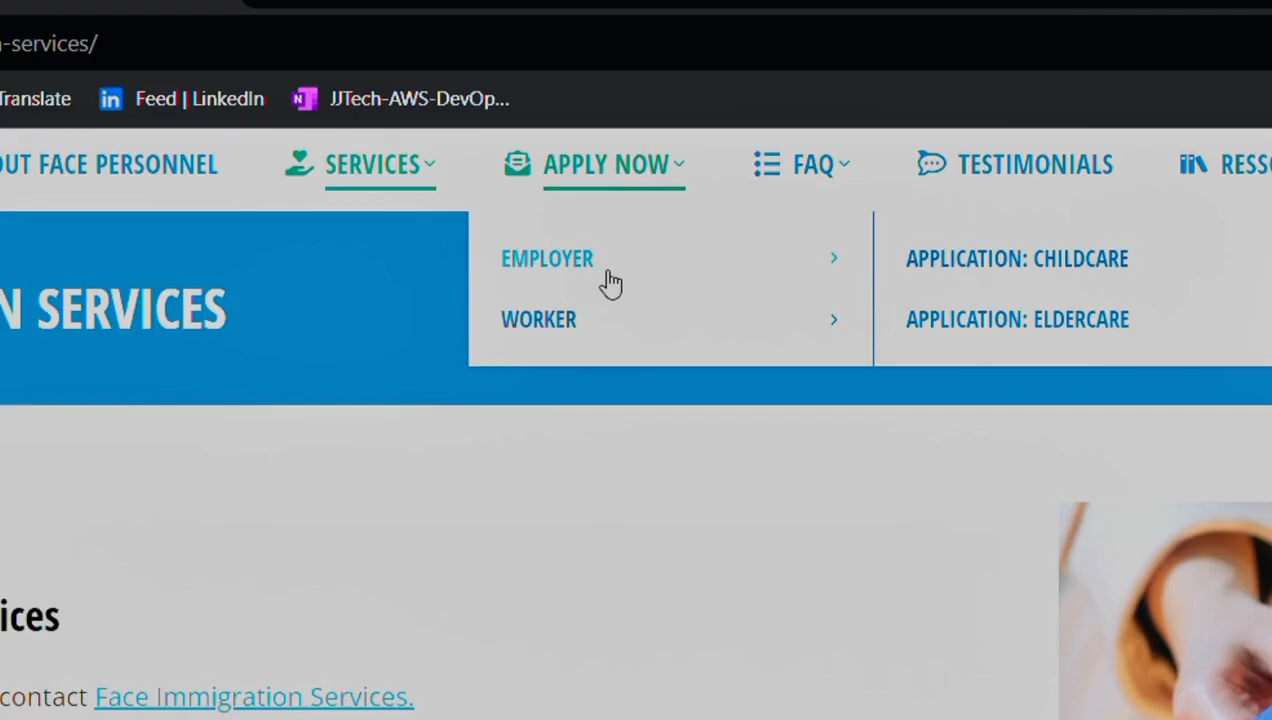 -services/
Translate
Feed | LinkedIn
JJTech-AWS-DevOp...
OUT FACE PERSONNEL
SERVICES
APPLY NOW
FAQ
TESTIMONIALS
RESSO
EMPLOYER
APPLICATION: CHILDCARE
WORKER
APPLICATION: ELDERCARE
N SERVICES
ices
contact Face Immigration Services.